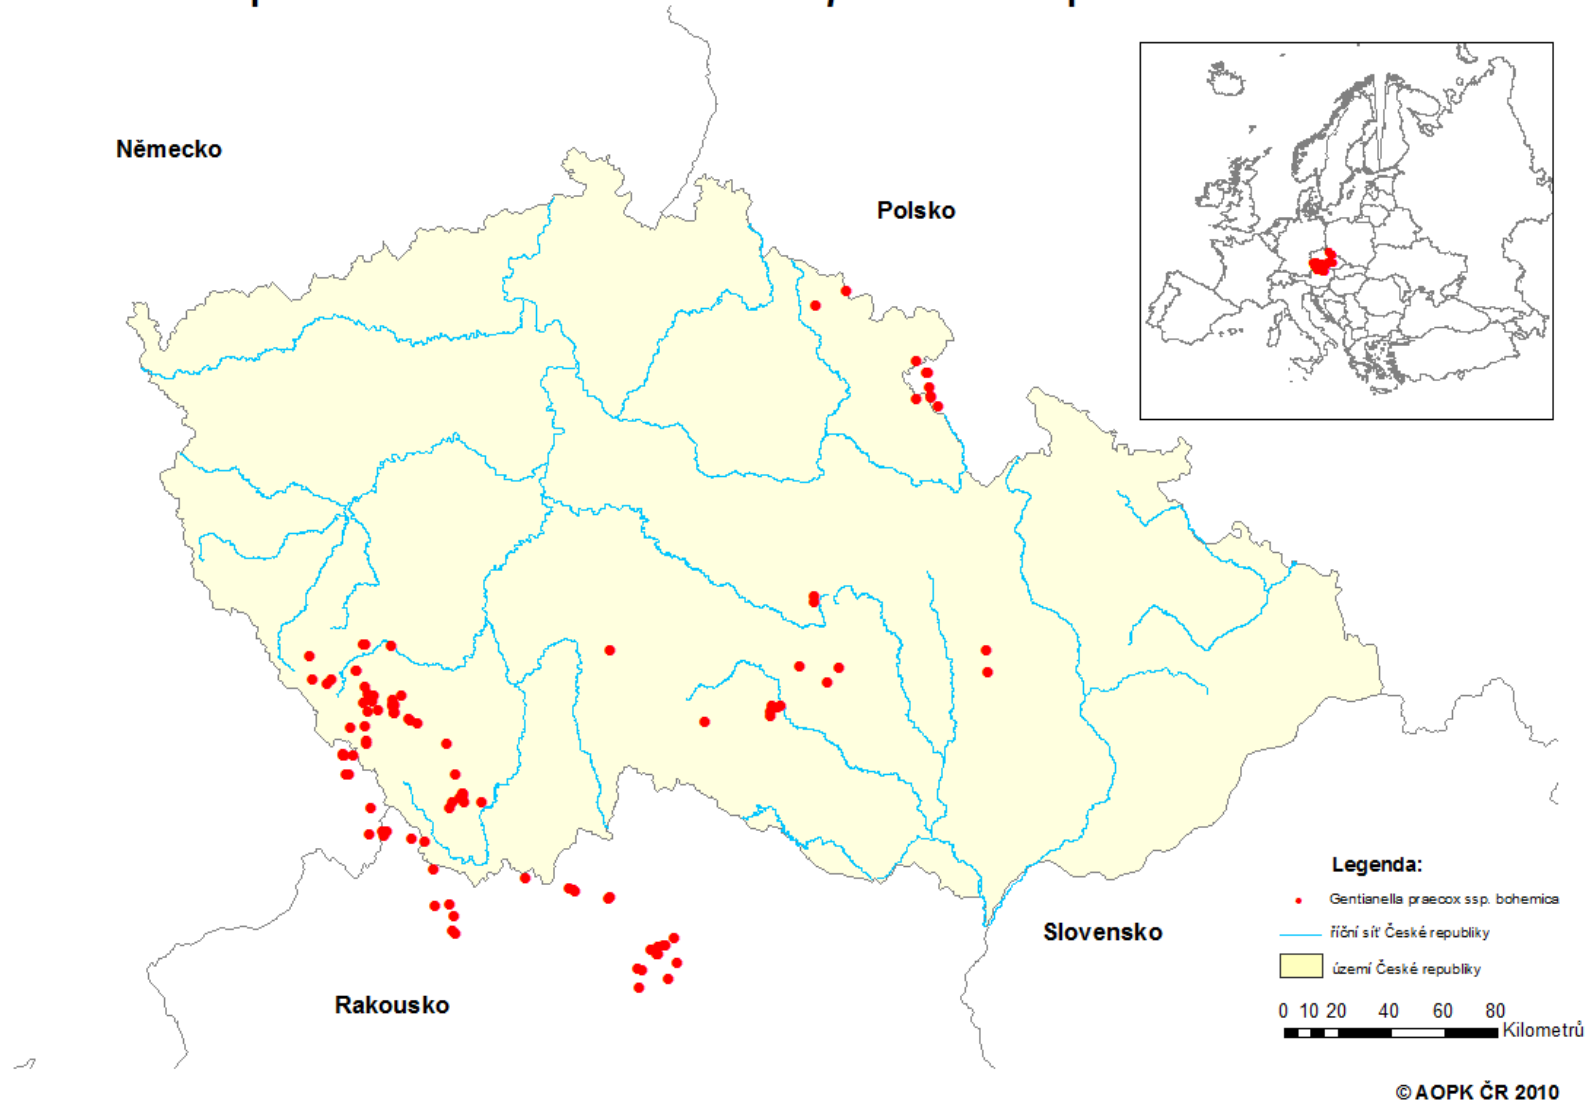 Německo
Polsko
Legenda:
Gentianella praecox ssp. bohemica
Slovensko
říční síť České republiky
území České republiky
Rakousko
0 10 20 40 60 80
Kilometrů
© AOPK ČR 2010